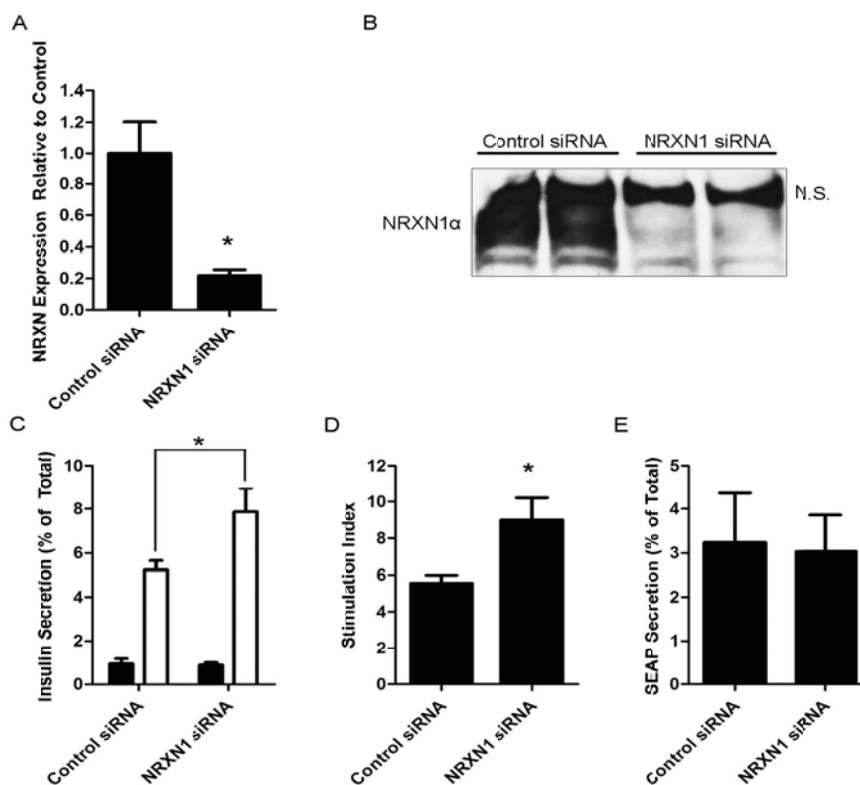 A
NRXN Expression Relative to Control
1.4
1.2
1.0
0.8
0.6
0.4
0.2
0.0
*
Control siRNA
NRXN1 siRNA
B
Control siRNA
NRXN1 siRNA
NRXN1α
N.S.
C
Insulin Secretion (% of Total)
10
8
6
4
2
0
*
Control siRNA
NRXN1 siRNA
D
Stimulation Index
12
10
8
6
4
2
0
*
Control siRNA
NRXN1 siRNA
E
SEAP Secretion (% of Total)
5
4
3
2
1
0
Control siRNA
NRXN1 siRNA